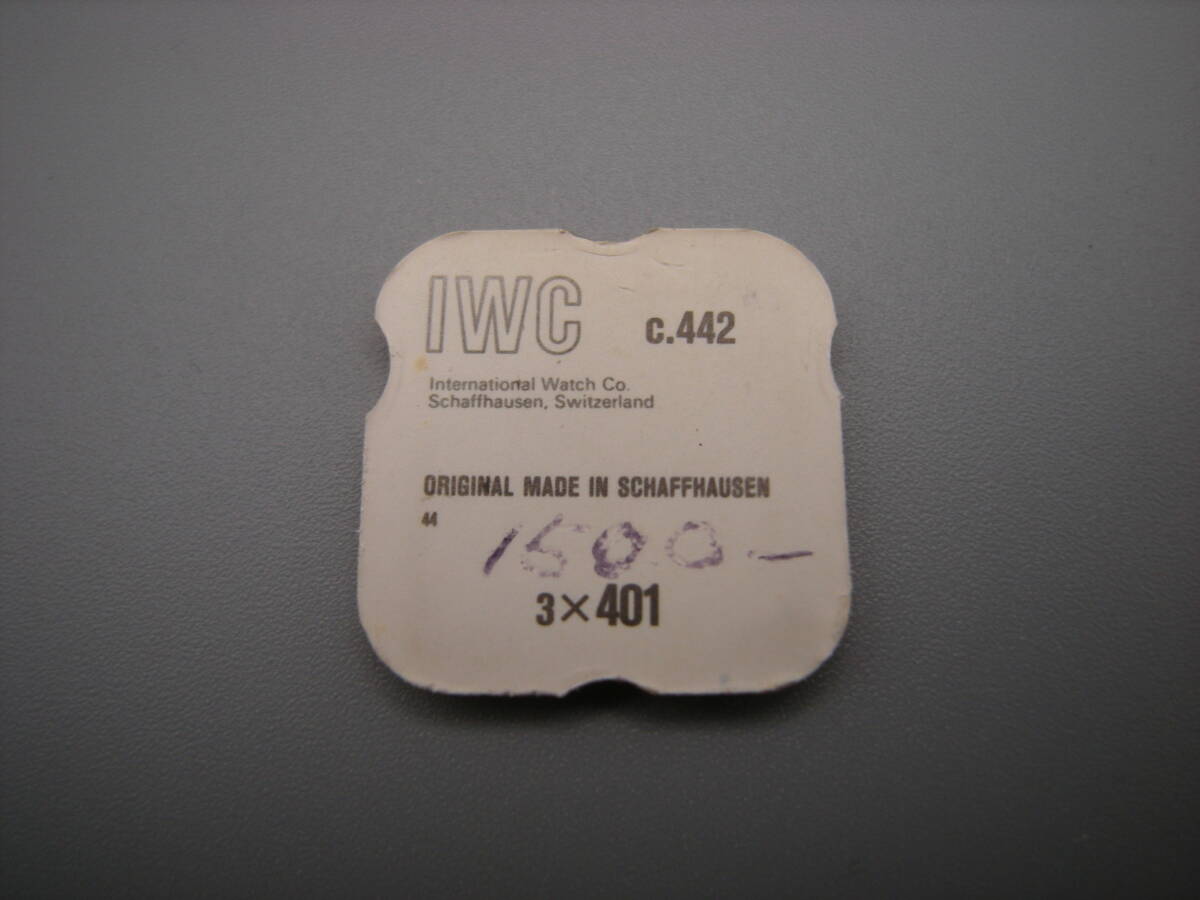 IWC c.442
International Watch Co.
Schaffhausen, Switzerland
ORIGINAL MADE IN SCHAFFHAUSEN
44
1500-
3×401